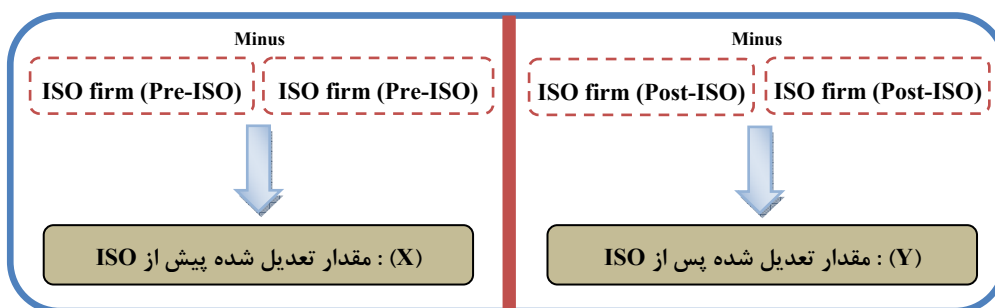 Minus
ISO firm (Pre-ISO)
ISO firm (Pre-ISO)
(X) : مقدار تعدیل شده پیش از ISO
Minus
ISO firm (Post-ISO)
ISO firm (Post-ISO)
(Y) : مقدار تعدیل شده پس از ISO